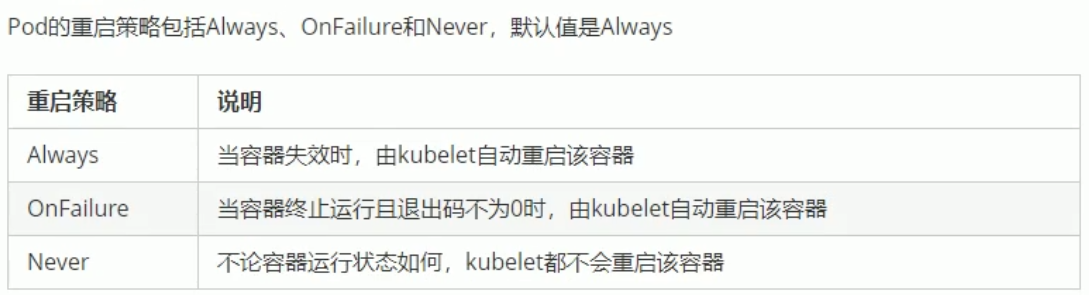 Pod的重启策略包括Always、OnFailure和Never，默认值是Always
重启策略 说明
Always 当容器失效时，由kubelet自动重启该容器
OnFailure 当容器终止运行且退出码不为0时，由kubelet自动重启该容器
Never 不论容器运行状态如何，kubelet都不会重启该容器